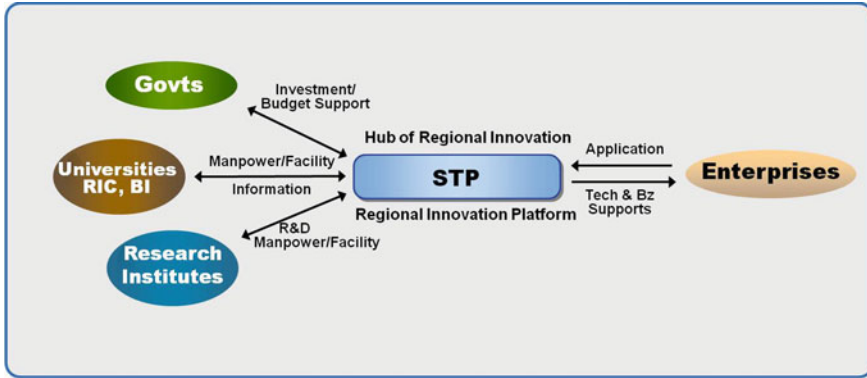 Govts
Investment/
Budget Support
Universities
RIC, BI
Manpower/Facility
Information
Research
Institutes
R&D
Manpower/Facility
Hub of Regional Innovation
STP
Regional Innovation Platform
Application
Tech & Bz
Supports
Enterprises